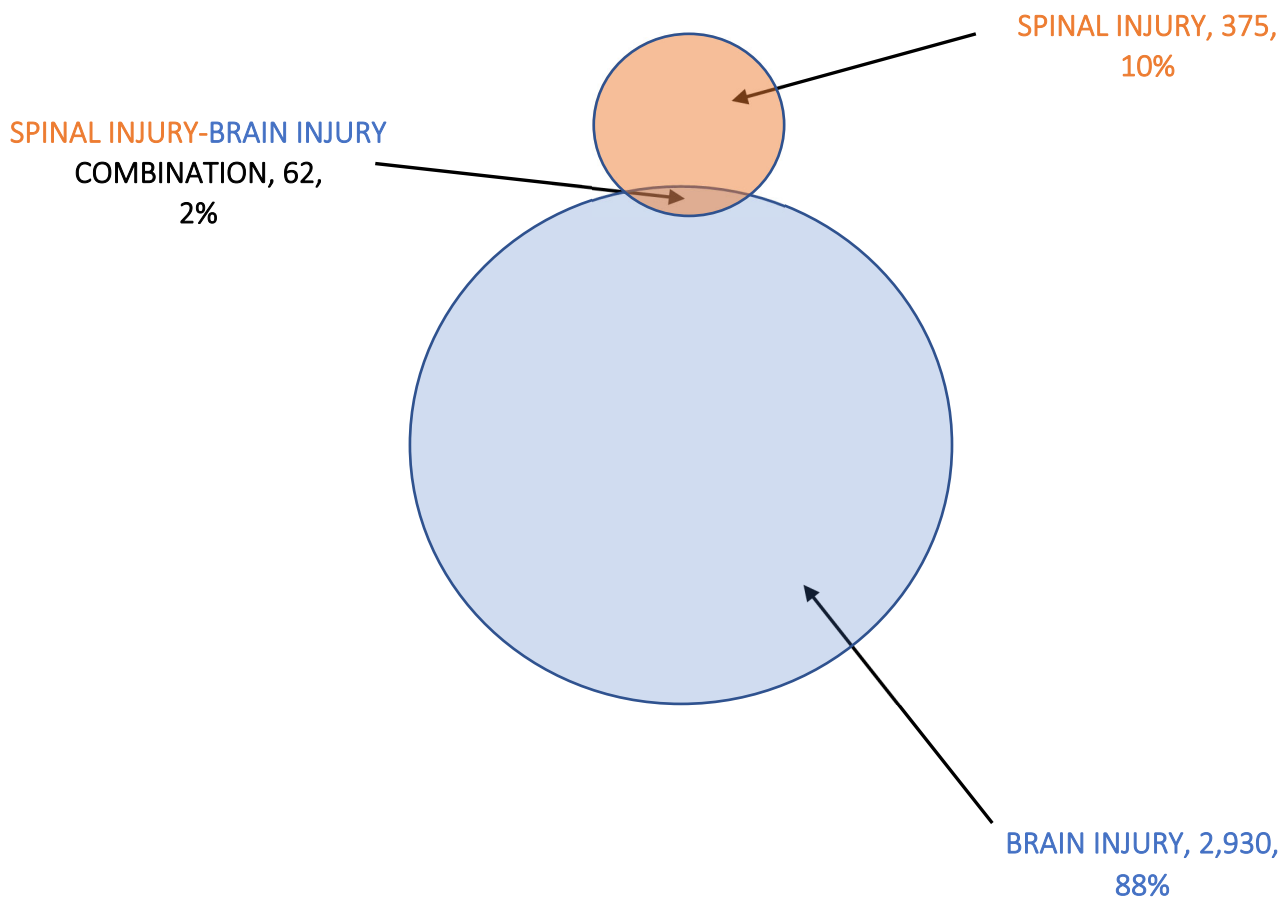 SPINAL INJURY, 375,
10%
SPINAL INJURY-BRAIN INJURY
COMBINATION, 62,
2%
BRAIN INJURY, 2,930,
88%